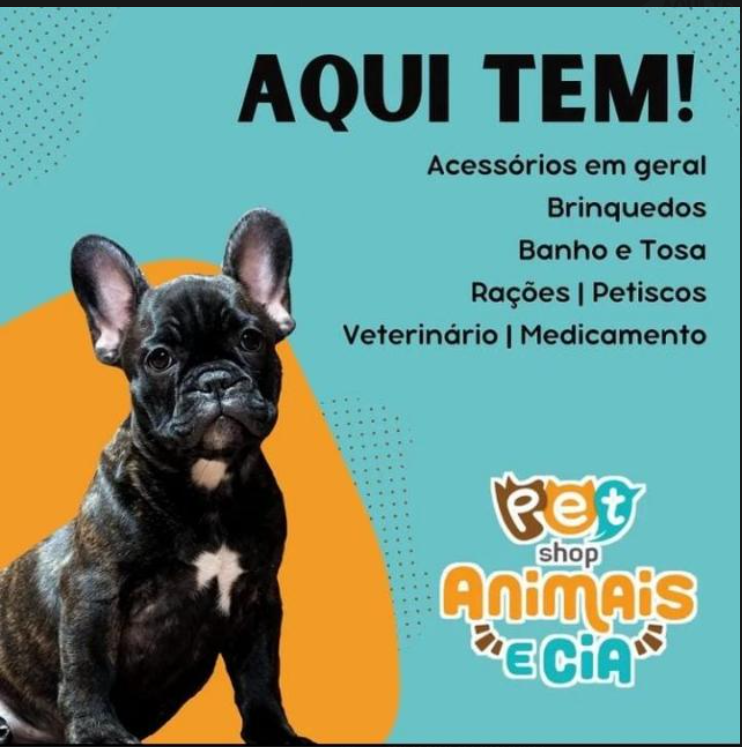 AQUI TEM!
Acessórios em geral
Brinquedos
Banho e Tosa
Rações | Petiscos
Veterinário | Medicamento
Pet
shop
Animais
E CiA